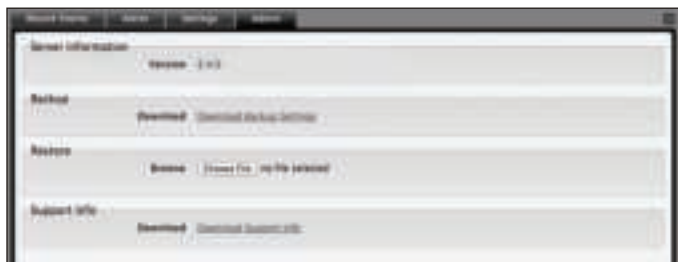 Admin
Server Information
Version
Backup
Download Download Backup Settings
Restore
Browse Choose File no file selected
Support Info
Download Download Support Info